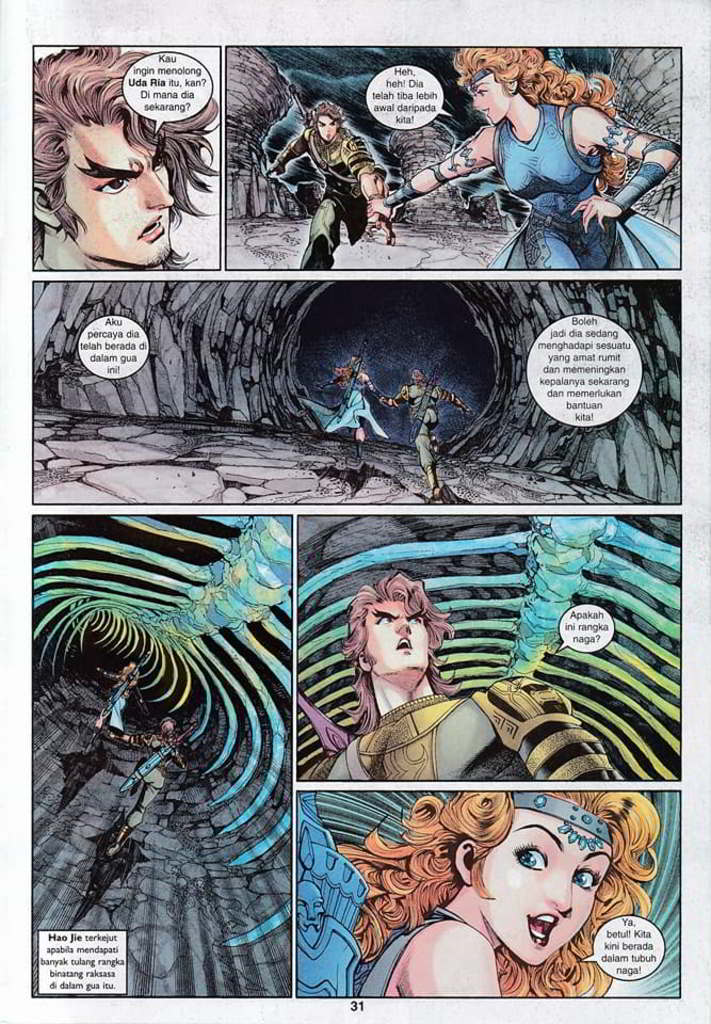 Kau
ingin menolong
Uda Ria itu, kan?
Di mana dia
sekarang?
Heh,
heh! Dia
telah tiba lebih
awal daripada
kita!
Aku
percaya dia
telah berada di
dalam gua
ini!
Boleh
jadi dia sedang
menghadapi sesuatu
yang amat rumit
dan memeningkan
kepalanya sekarang
dan memerlukan
bantuan
kita!
Hao Jie terkejut
apabila mendapati
banyak tulang rangka
binatang raksasa
di dalam gua itu.
Apakah
ini rangka
naga?
Ya,
betul! Kita
kini berada
dalam tubuh
naga!
31